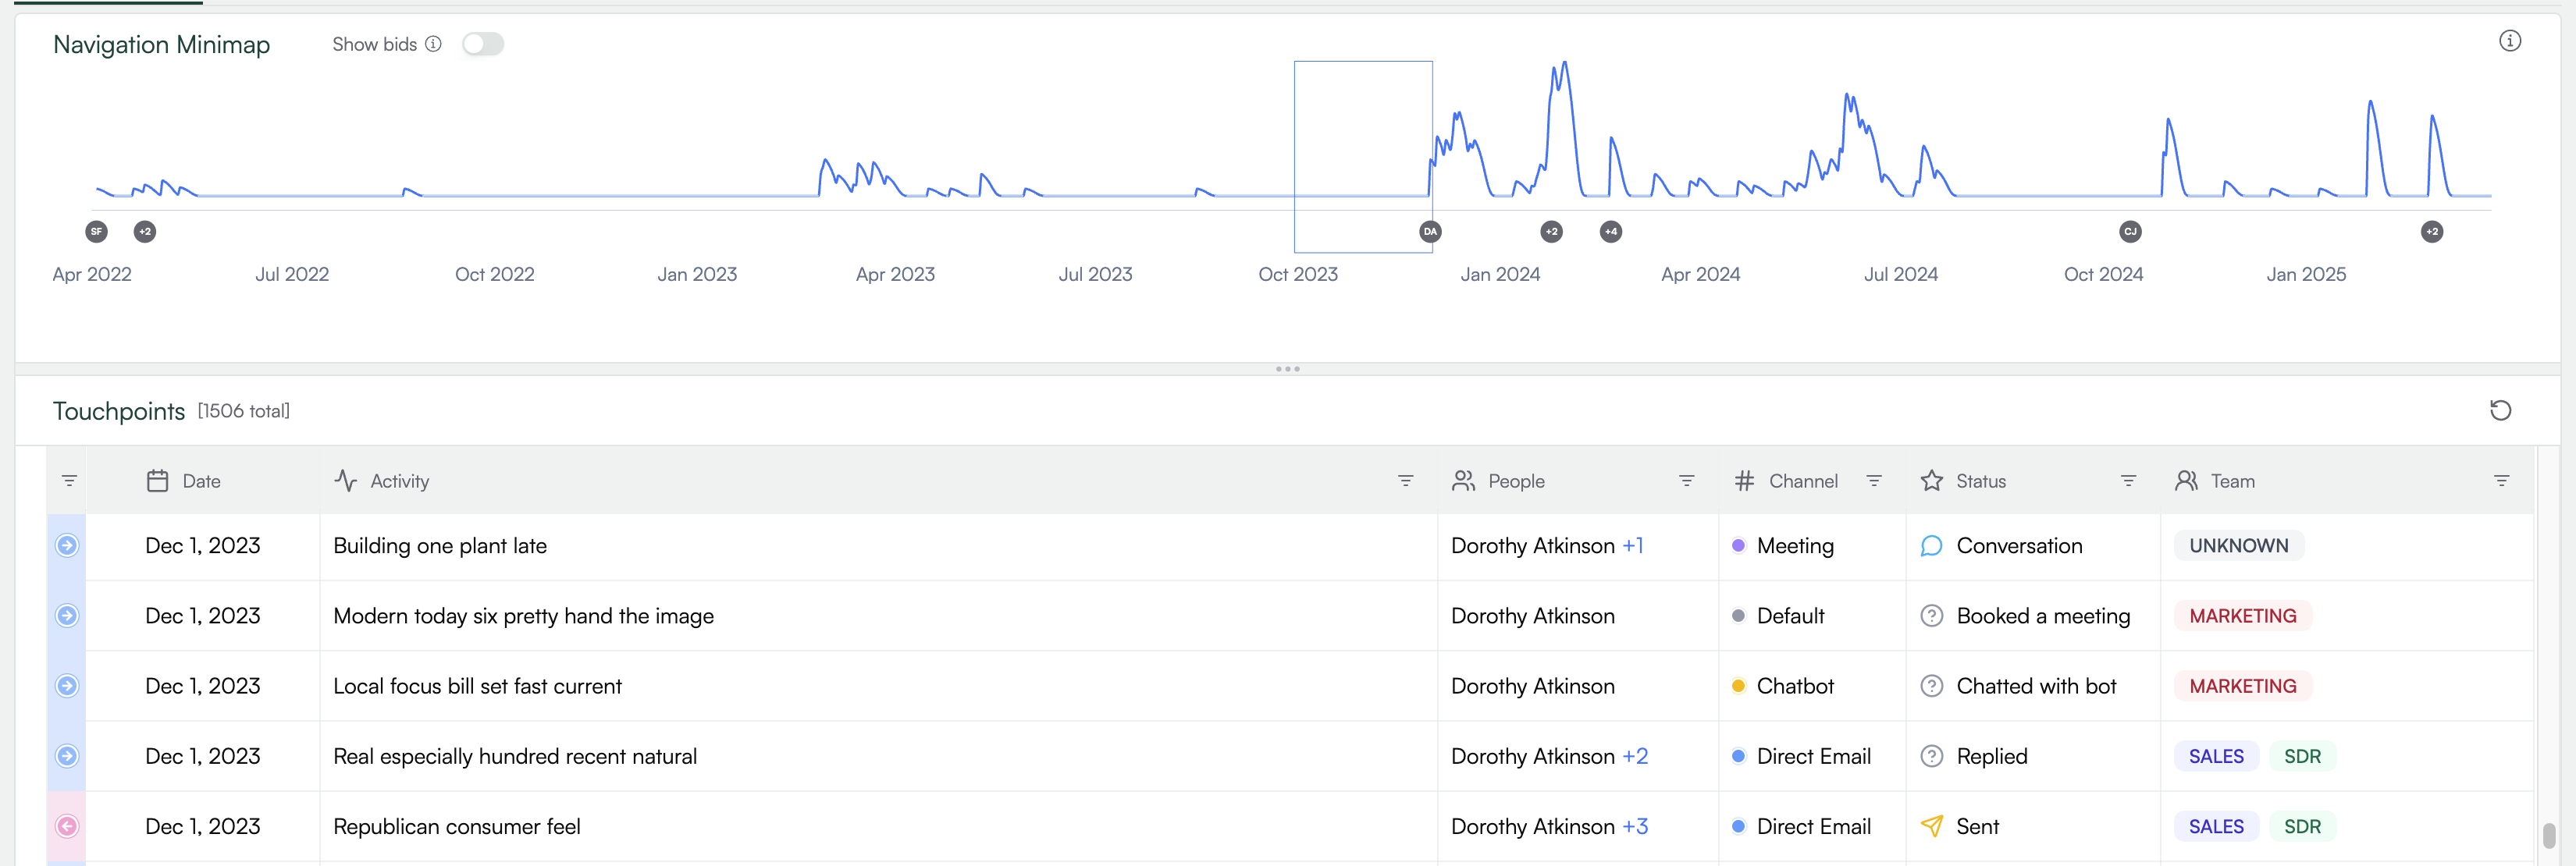 Navigation Minimap Show bids
SF +2 DA +2 +4 CJ +2
Apr 2022 Jul 2022 Oct 2022 Jan 2023 Apr 2023 Jul 2023 Oct 2023 Jan 2024 Apr 2024 Jul 2024 Oct 2024 Jan 2025
Touchpoints [1506 total]
Date Activity People # Channel Status Team
Dec 1, 2023 Building one plant late Dorothy Atkinson +1 Meeting Conversation UNKNOWN
Dec 1, 2023 Modern today six pretty hand the image Dorothy Atkinson Default Booked a meeting MARKETING
Dec 1, 2023 Local focus bill set fast current Dorothy Atkinson Chatbot Chatted with bot MARKETING
Dec 1, 2023 Real especially hundred recent natural Dorothy Atkinson +2 Direct Email Replied SALES SDR
Dec 1, 2023 Republican consumer feel Dorothy Atkinson +3 Direct Email Sent SALES SDR